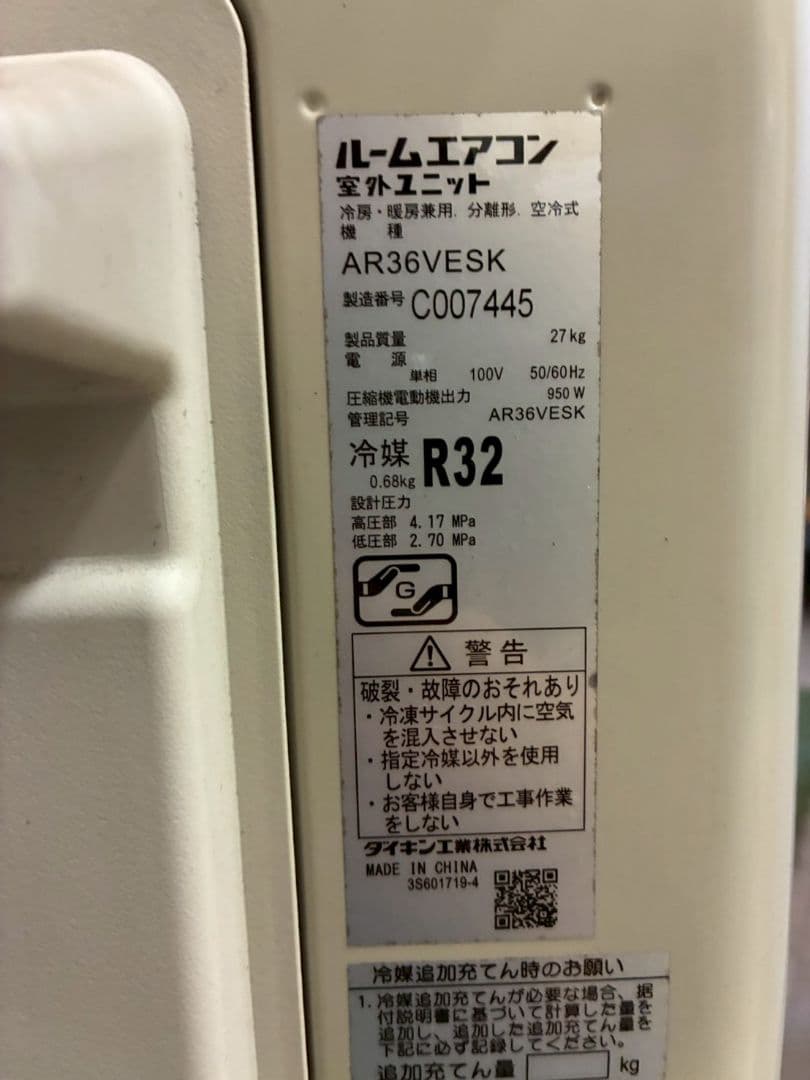 ルームエアコン
室外ユニット
冷房・暖房兼用, 分離形, 空冷式
機 種
AR36VESK
製造番号 C007445
製品質量 27kg
電 源
単相 100V 50/60Hz
圧縮機電動機出力 950 W
管理記号 AR36VESK
冷媒 R32
0.68kg
設計圧力
高圧部 4.17 MPa
低圧部 2.70 MPa
G
警告
破裂・故障のおそれあり
・冷凍サイクル内に空気
を混入させない
・指定冷媒以外を使用
しない
・お客様自身で工事作業
をしない
ダイキン工業株式会社
MADE IN CHINA
3S601719-4
冷媒追加充てん時のお願い
1. 冷媒追加充てんが必要な場合、据
付説明書に基づいて計算した量を
追加し、追加した追加充てん量を
下記に必ず記録してください。
追加充てん量 kg